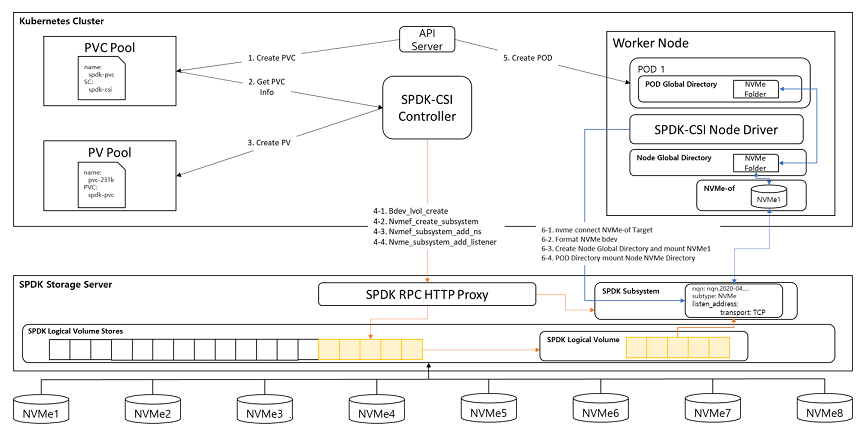 Kubernetes Cluster
PVC Pool
name:
spdk-pvc
SC:
spdk-csi
API
Server
1. Create PVC
2. Get PVC
Info
3. Create PV
5. Create POD
SPDK-CSI
Controller
PV Pool
name:
pvc-231k
PVC:
spdk-pvc
Worker Node
POD 1
POD Global Directory
NVMe
Folder
SPDK-CSI Node Driver
Node Global Directory
NVMe
Folder
NVMe-of
NVMe1
4-1. Bdev_lvol_create
4-2. Nvmef_create_subsystem
4-3. Nvmef_subsystem_add_ns
4-4. Nvme_subsystem_add_listener
6-1. nvme connect NVMe-of Target
6-2. Format NVMe bdev
6-3. Create Node Global Directory and mount NVMe1
6-4. POD Directory mount Node NVMe Directory
SPDK Storage Server
SPDK RPC HTTP Proxy
SPDK Subsystem
nqn: nqn.2020-04....
subtype: NVMe
listen_address:
transport: TCP
SPDK Logical Volume Stores
SPDK Logical Volume
NVMe1
NVMe2
NVMe3 .
NVMe4
NVMe5
NVMe6
NVMe7
NVMe8